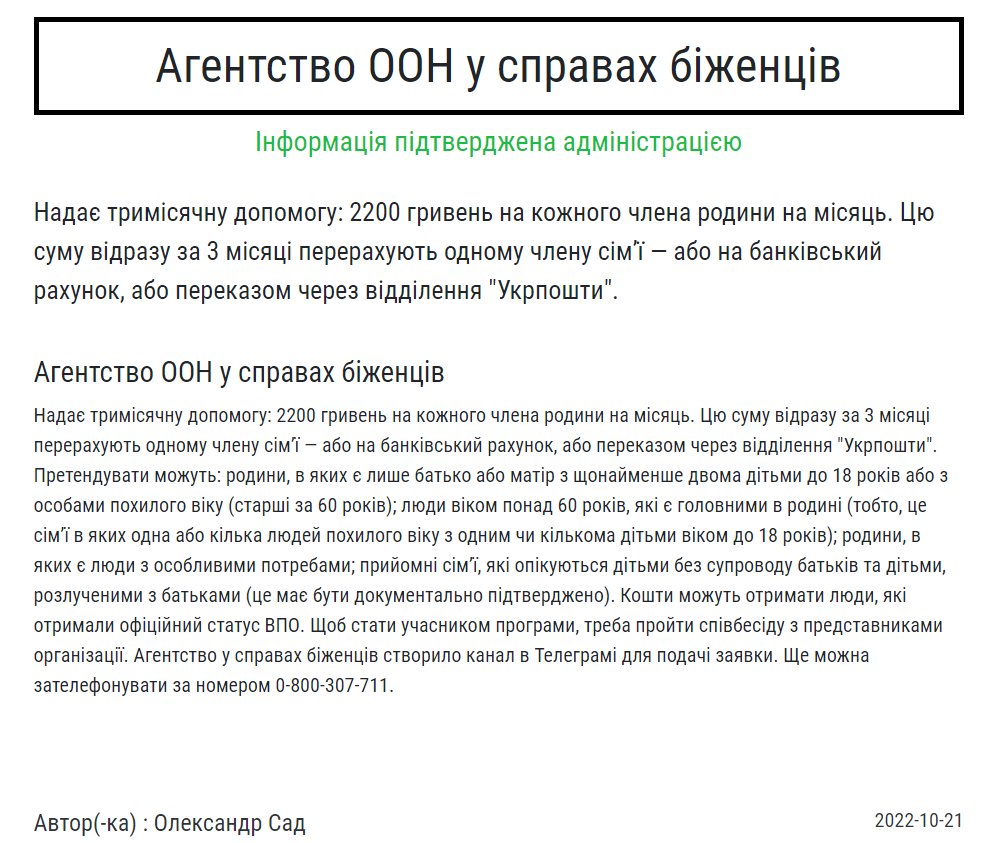 Агентство ООН у справах біженців
Інформація підтверджена адміністрацією
Надає тримісячну допомогу: 2200 гривень на кожного члена родини на місяць. Цю
суму відразу за 3 місяці перерахують одному члену сім’ї — або на банківський
рахунок, або переказом через відділення "Укрпошти".
Агентство ООН у справах біженців
Надає тримісячну допомогу: 2200 гривень на кожного члена родини на місяць. Цю суму відразу за 3 місяці
перерахують одному члену сім’ї — або на банківський рахунок, або переказом через відділення "Укрпошти".
Претендувати можуть: родини, в яких є лише батько або матір з щонайменше двома дітьми до 18 років або з
особами похилого віку (старші за 60 років); люди віком понад 60 років, які є головними в родині (тобто, це
сім’ї в яких одна або кілька людей похилого віку з одним чи кількома дітьми віком до 18 років); родини, в
яких є люди з особливими потребами; прийомні сім’ї, які опікуються дітьми без супроводу батьків та дітьми,
розлученими з батьками (це має бути документально підтверджено). Кошти можуть отримати люди, які
отримали офіційний статус ВПО. Щоб стати учасником програми, треба пройти співбесіду з представниками
організації. Агентство у справах біженців створило канал в Телеграмі для подачі заявки. Ще можна
зателефонувати за номером 0-800-307-711.
Автор(-ка) : Олександр Сад
2022-10-21